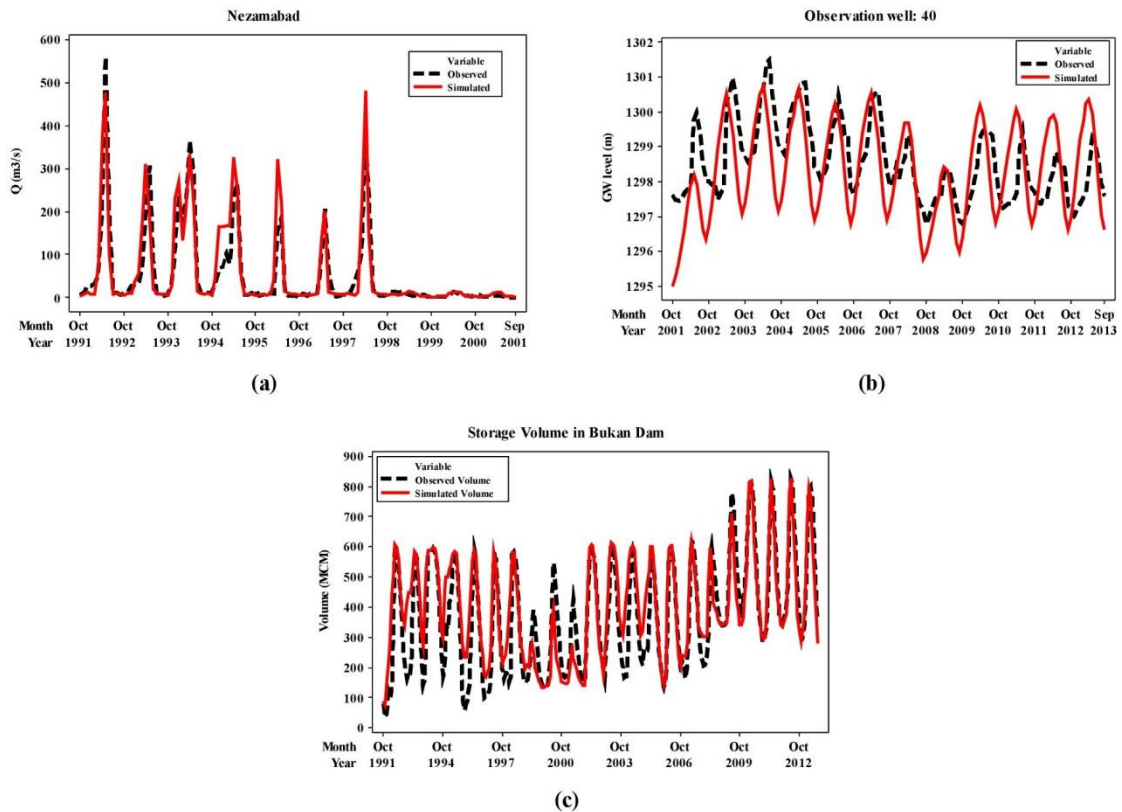 Nezamabad
600
500
400
300
200
100
0
Q (m3/s)
Variable
Observed
Simulated
Month Oct Oct Oct Oct Oct Oct Oct Oct Oct Oct Sep
Year 1991 1992 1993 1994 1995 1996 1997 1998 1999 2000 2001
(a)
Observation well: 40
1302
1301
1300
1299
1298
1297
1296
1295
GW level (m)
Variable
Observed
Simulated
Month Oct Oct Oct Oct Oct Oct Oct Oct Oct Oct Oct Oct Sep
Year 2001 2002 2003 2004 2005 2006 2007 2008 2009 2010 2011 2012 2013
(b)
Storage Volume in Bukan Dam
900
800
700
600
500
400
300
200
100
0
Volume (MCM)
Variable
Observed Volume
Simulated Volume
Month Oct Oct Oct Oct Oct Oct Oct Oct
Year 1991 1994 1997 2000 2003 2006 2009 2012
(c)